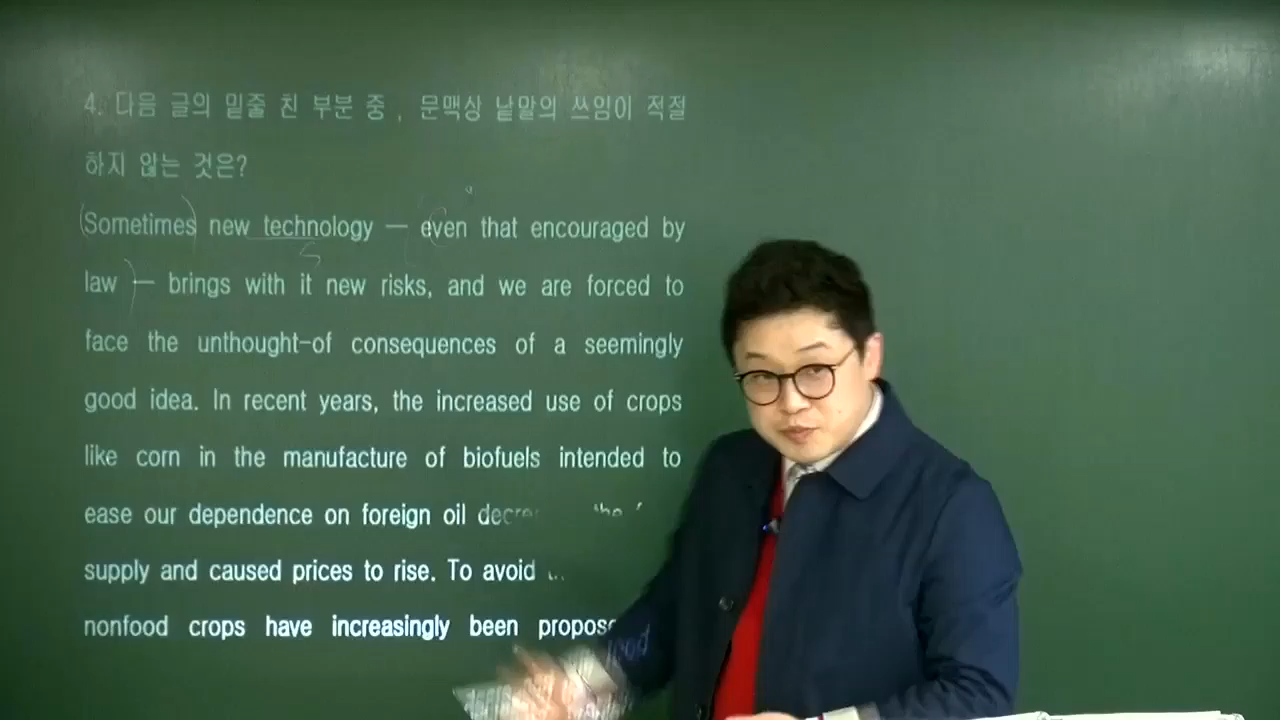 4. 다음 글의 밑줄 친 부분 중, 문맥상 낱말의 쓰임이 적절
하지 않는 것은?
Sometimes new technology — even that encouraged by
law — brings with it new risks, and we are forced to
face the unthought-of consequences of a seemingly
good idea. In recent years, the increased use of crops
like corn in the manufacture of biofuels intended to
ease our dependence on foreign oil the
supply and caused prices to rise. To avoid
nonfood crops have increasingly been